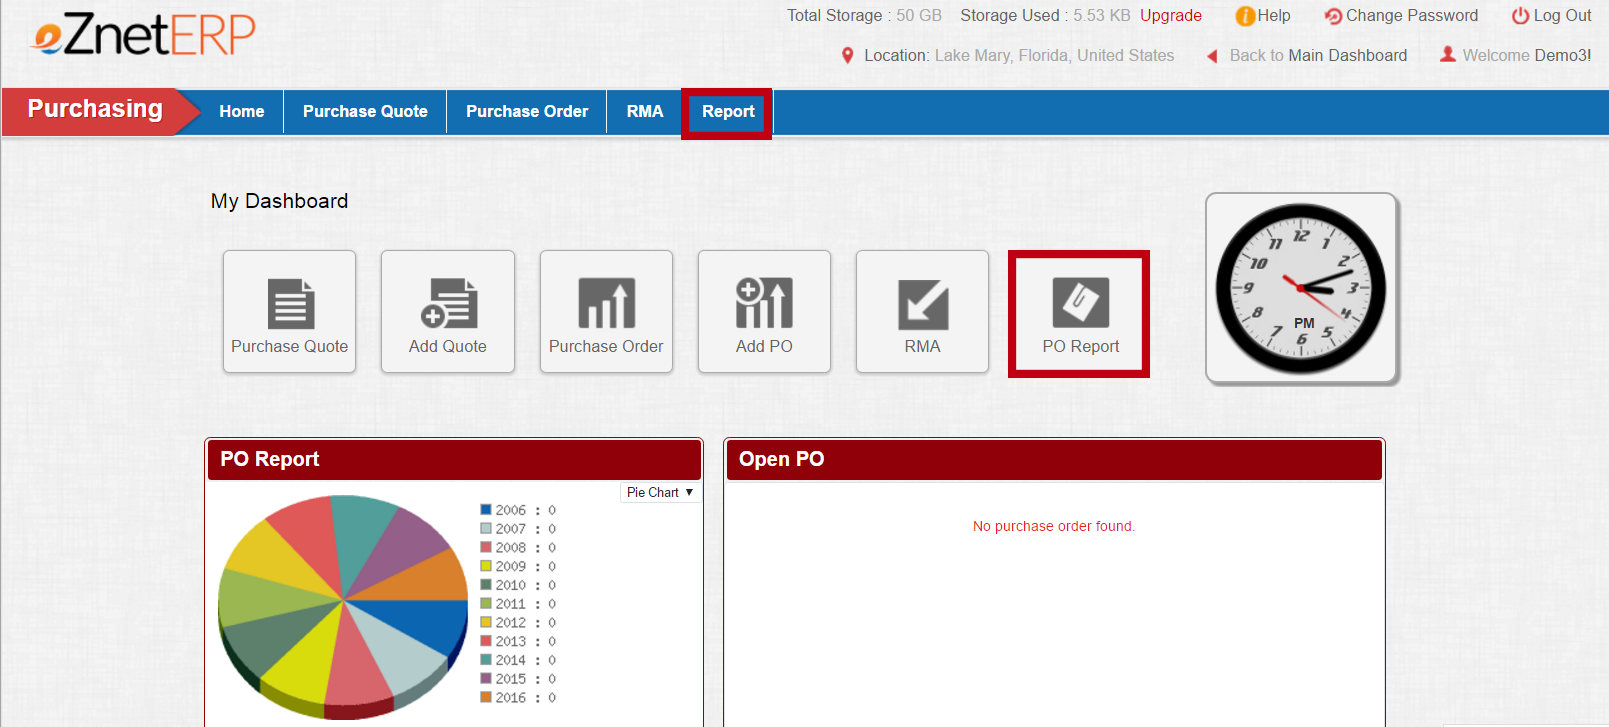 eZnetERP
Total Storage : 50 GB Storage Used : 5.53 KB Upgrade Help Change Password Log Out
Location: Lake Mary, Florida, United States Back to Main Dashboard Welcome Demo3!
Purchasing Home Purchase Quote Purchase Order RMA Report
My Dashboard
Purchase Quote Add Quote Purchase Order Add PO RMA PO Report
12
1
2
3
4
5
6
7
8
9
10
11
PM
PO Report
Pie Chart ▼
2006 : 0
2007 : 0
2008 : 0
2009 : 0
2010 : 0
2011 : 0
2012 : 0
2013 : 0
2014 : 0
2015 : 0
2016 : 0
Open PO
No purchase order found.